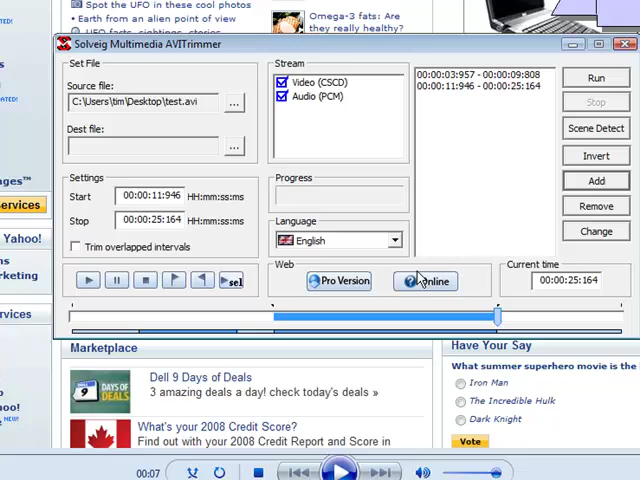 Spot the UFO in these cool photos
• Earth from an alien point of view
Omega-3 fats: Are
they really healthy?
Solveig Multimedia AVITrimmer
Set File
Source file:
C:\Users\tim\Desktop\test.avi
...
Dest file:
...
Stream
Video (CSCD)
Audio (PCM)
00:00:03:957 - 00:00:09:808
00:00:11:946 - 00:00:25:164
Run
Stop
Scene Detect
Invert
Add
Remove
Change
Settings
Start 00:00:11:946 HH:mm:ss:ms
Stop 00:00:25:164 HH:mm:ss:ms
Trim overlapped intervals
Progress
Language
English
sel
Web
Pro Version
Online
Current time
00:00:25:164
nges™
Services
Yahoo!
Marketing
services
Marketplace
9 DAYS OF DEALS
Dell 9 Days of Deals
3 amazing deals a day! check today's deals »
What's your 2008 Credit Score?
Find out with your 2008 Credit Report and Score in
Have Your Say
What summer superhero movie is the
Iron Man
The Incredible Hulk
Dark Knight
Vote
00:07